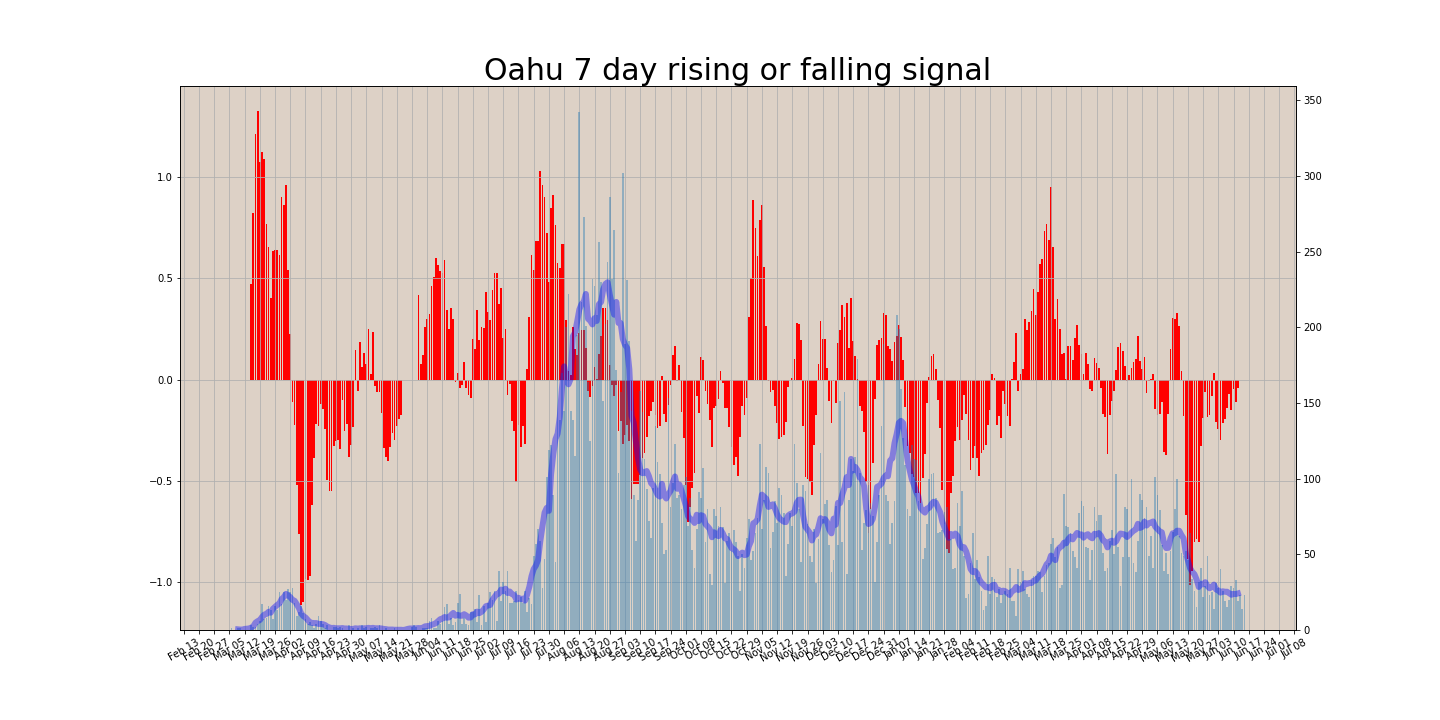 Oahu 7 day rising or falling signal
1.0
0.5
0.0
−0.5
−1.0
350
300
250
200
150
100
50
0
Feb 13
Feb 20
Feb 27
Mar 05
Mar 12
Mar 19
Mar 26
Apr 02
Apr 09
Apr 16
Apr 23
Apr 30
May 07
May 14
May 21
May 28
Jun 04
Jun 11
Jun 18
Jun 25
Jul 02
Jul 09
Jul 16
Jul 23
Jul 30
Aug 06
Aug 13
Aug 20
Aug 27
Sep 03
Sep 10
Sep 17
Sep 24
Oct 01
Oct 08
Oct 15
Oct 22
Oct 29
Nov 05
Nov 12
Nov 19
Nov 26
Dec 03
Dec 10
Dec 17
Dec 24
Dec 31
Jan 07
Jan 14
Jan 21
Jan 28
Feb 04
Feb 11
Feb 18
Feb 25
Mar 04
Mar 11
Mar 18
Mar 25
Apr 01
Apr 08
Apr 15
Apr 22
Apr 29
May 06
May 13
May 20
May 27
Jun 03
Jun 10
Jun 17
Jun 24
Jul 01
Jul 08